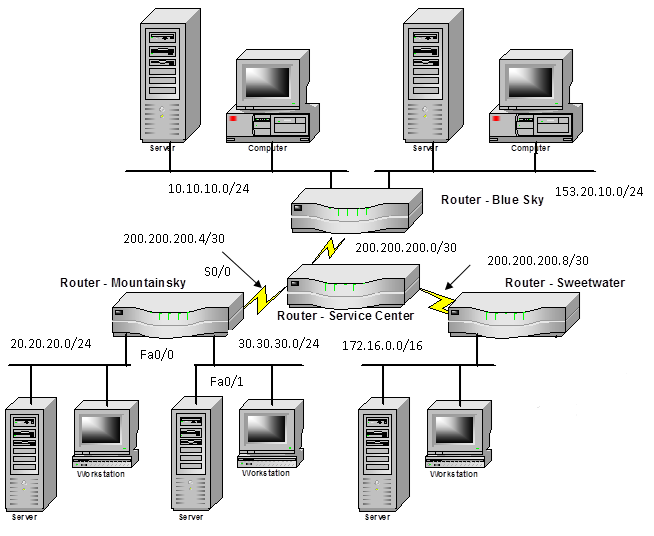 Server
Computer
Server
Computer
10.10.10.0/24
153.20.10.0/24
Router - Blue Sky
200.200.200.4/30
200.200.200.0/30
200.200.200.8/30
S0/0
Router - Mountainsky
Router - Sweetwater
Router - Service Center
20.20.20.0/24
30.30.30.0/24
172.16.0.0/16
Fa0/0
Fa0/1
Workstation
Workstation
Workstation
Server
Server
Server